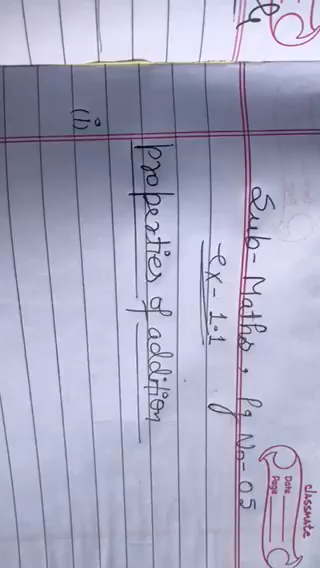 classmate
Date
Page
Sub- Maths, Pg No- 05
ex- 1.1
Properties of addition
(i)